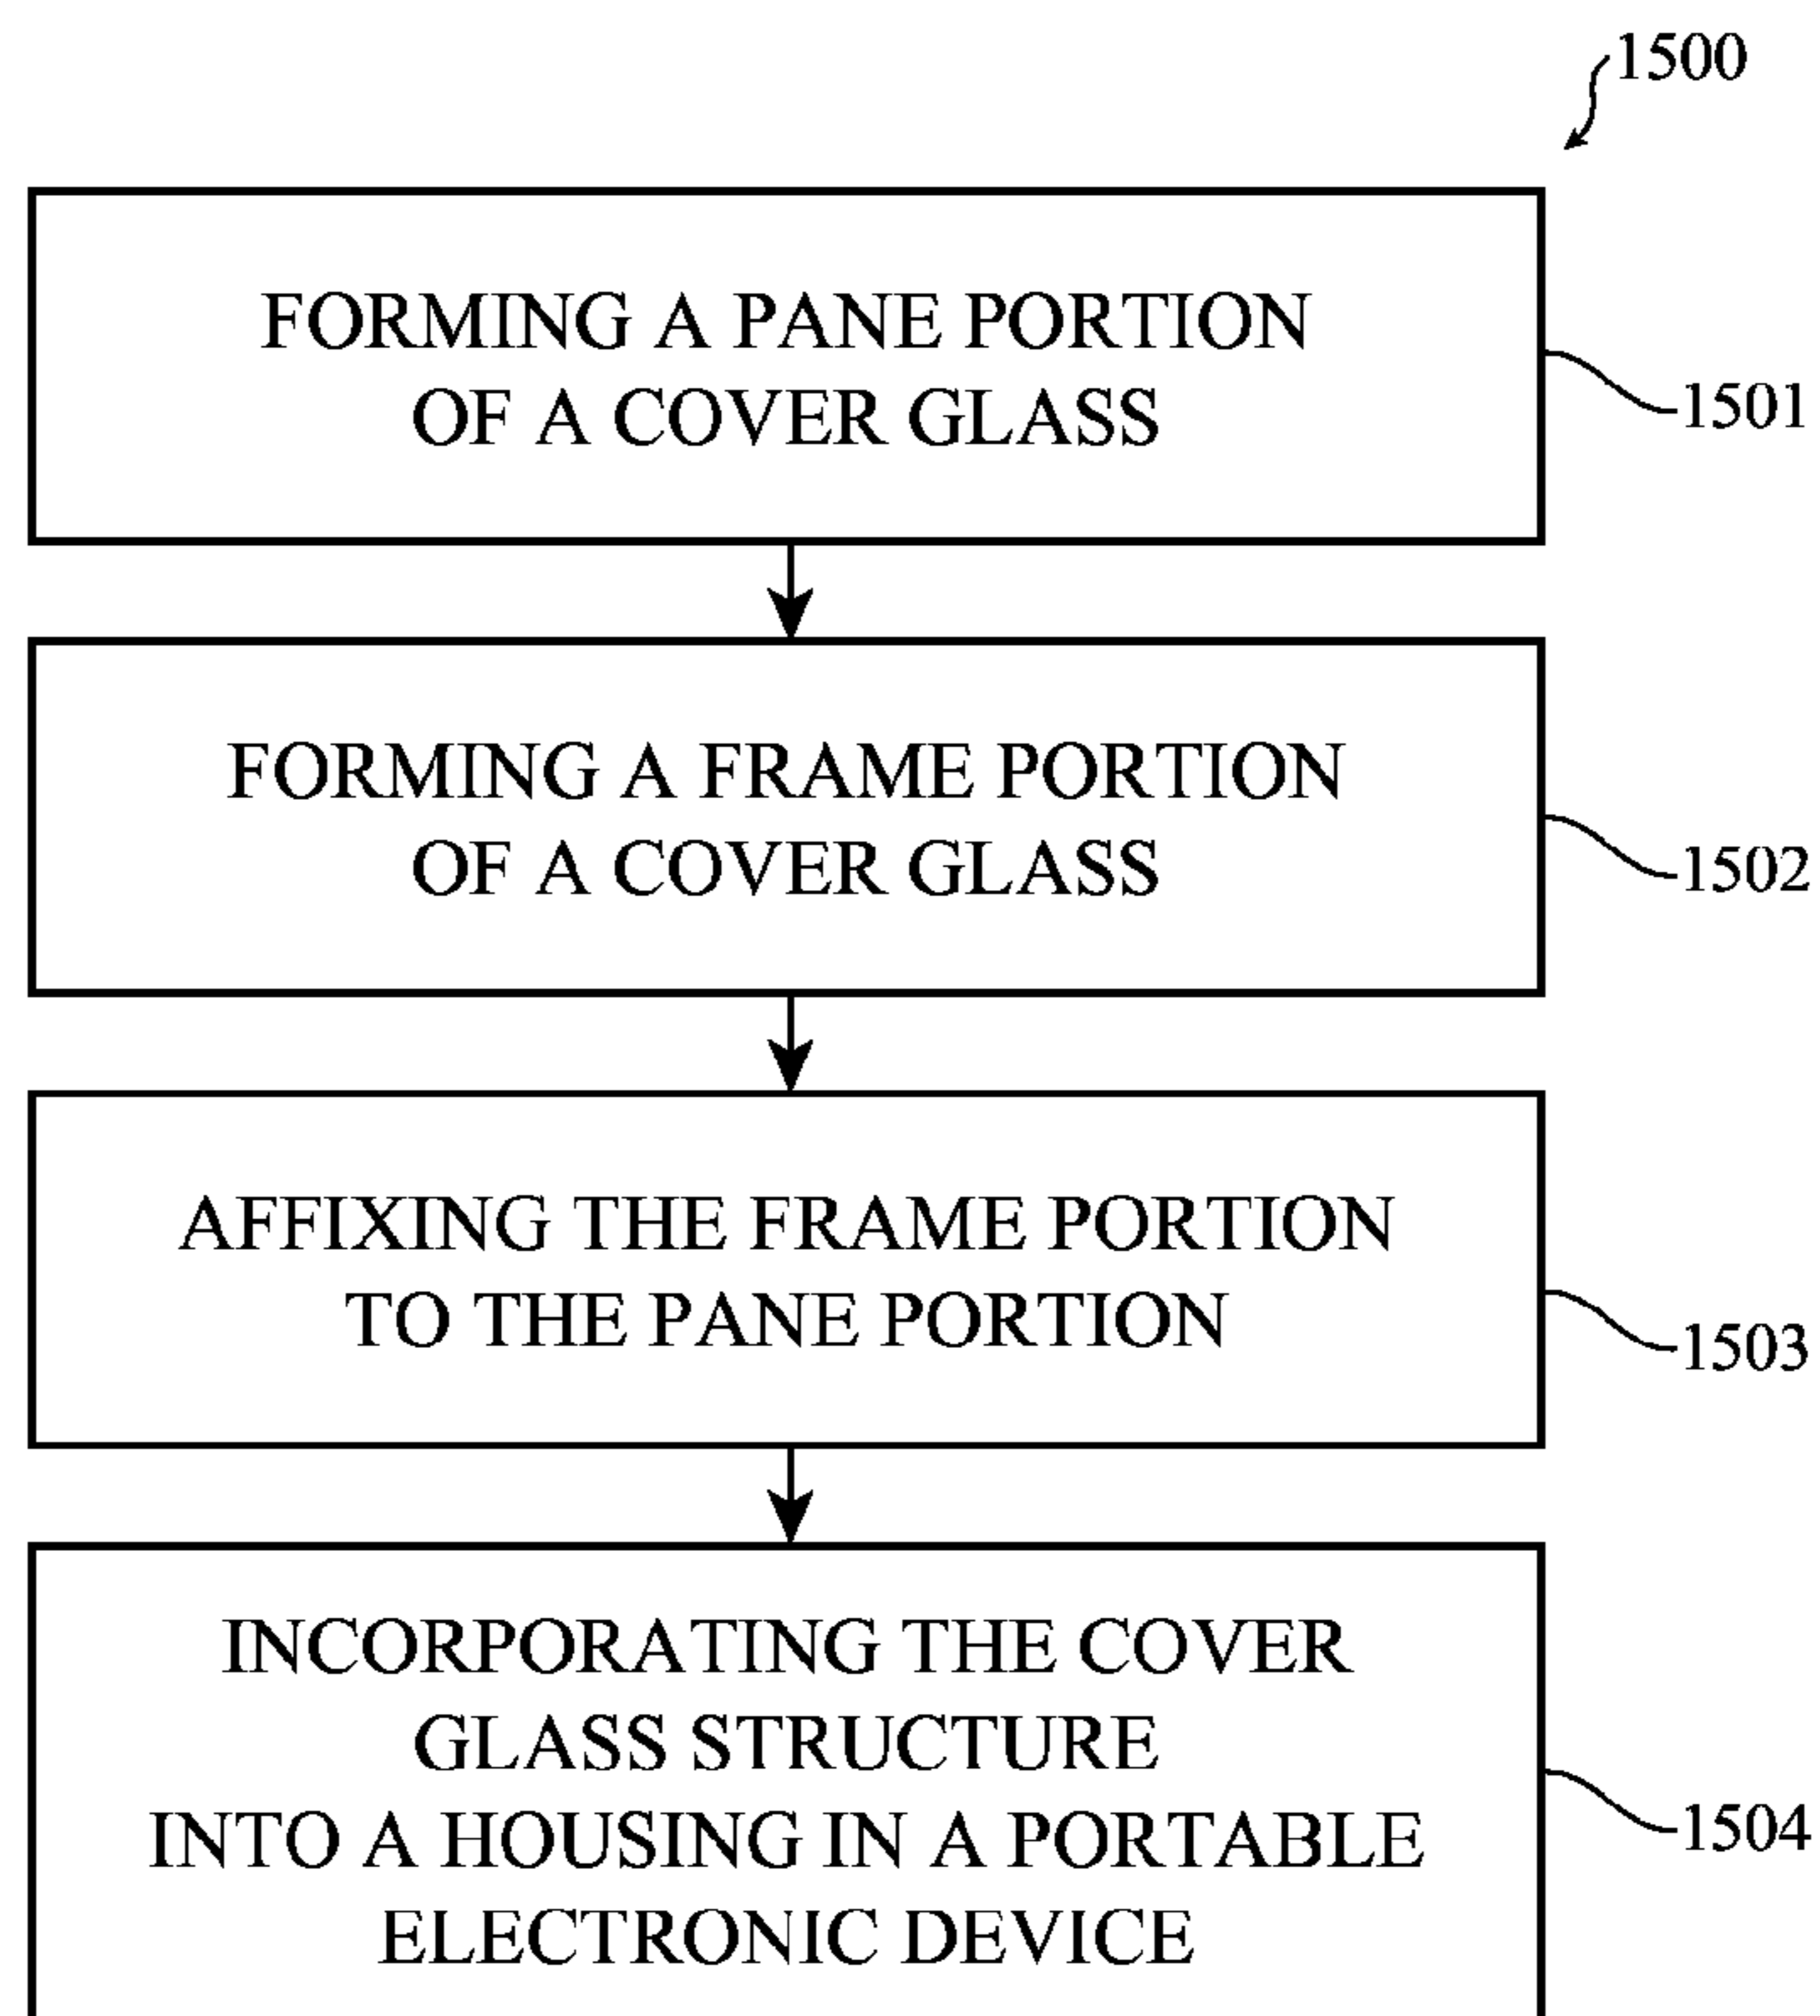 1500
FORMING A PANE PORTION
OF A COVER GLASS
1501
FORMING A FRAME PORTION
OF A COVER GLASS
1502
AFFIXING THE FRAME PORTION
TO THE PANE PORTION
1503
INCORPORATING THE COVER
GLASS STRUCTURE
INTO A HOUSING IN A PORTABLE
ELECTRONIC DEVICE
1504